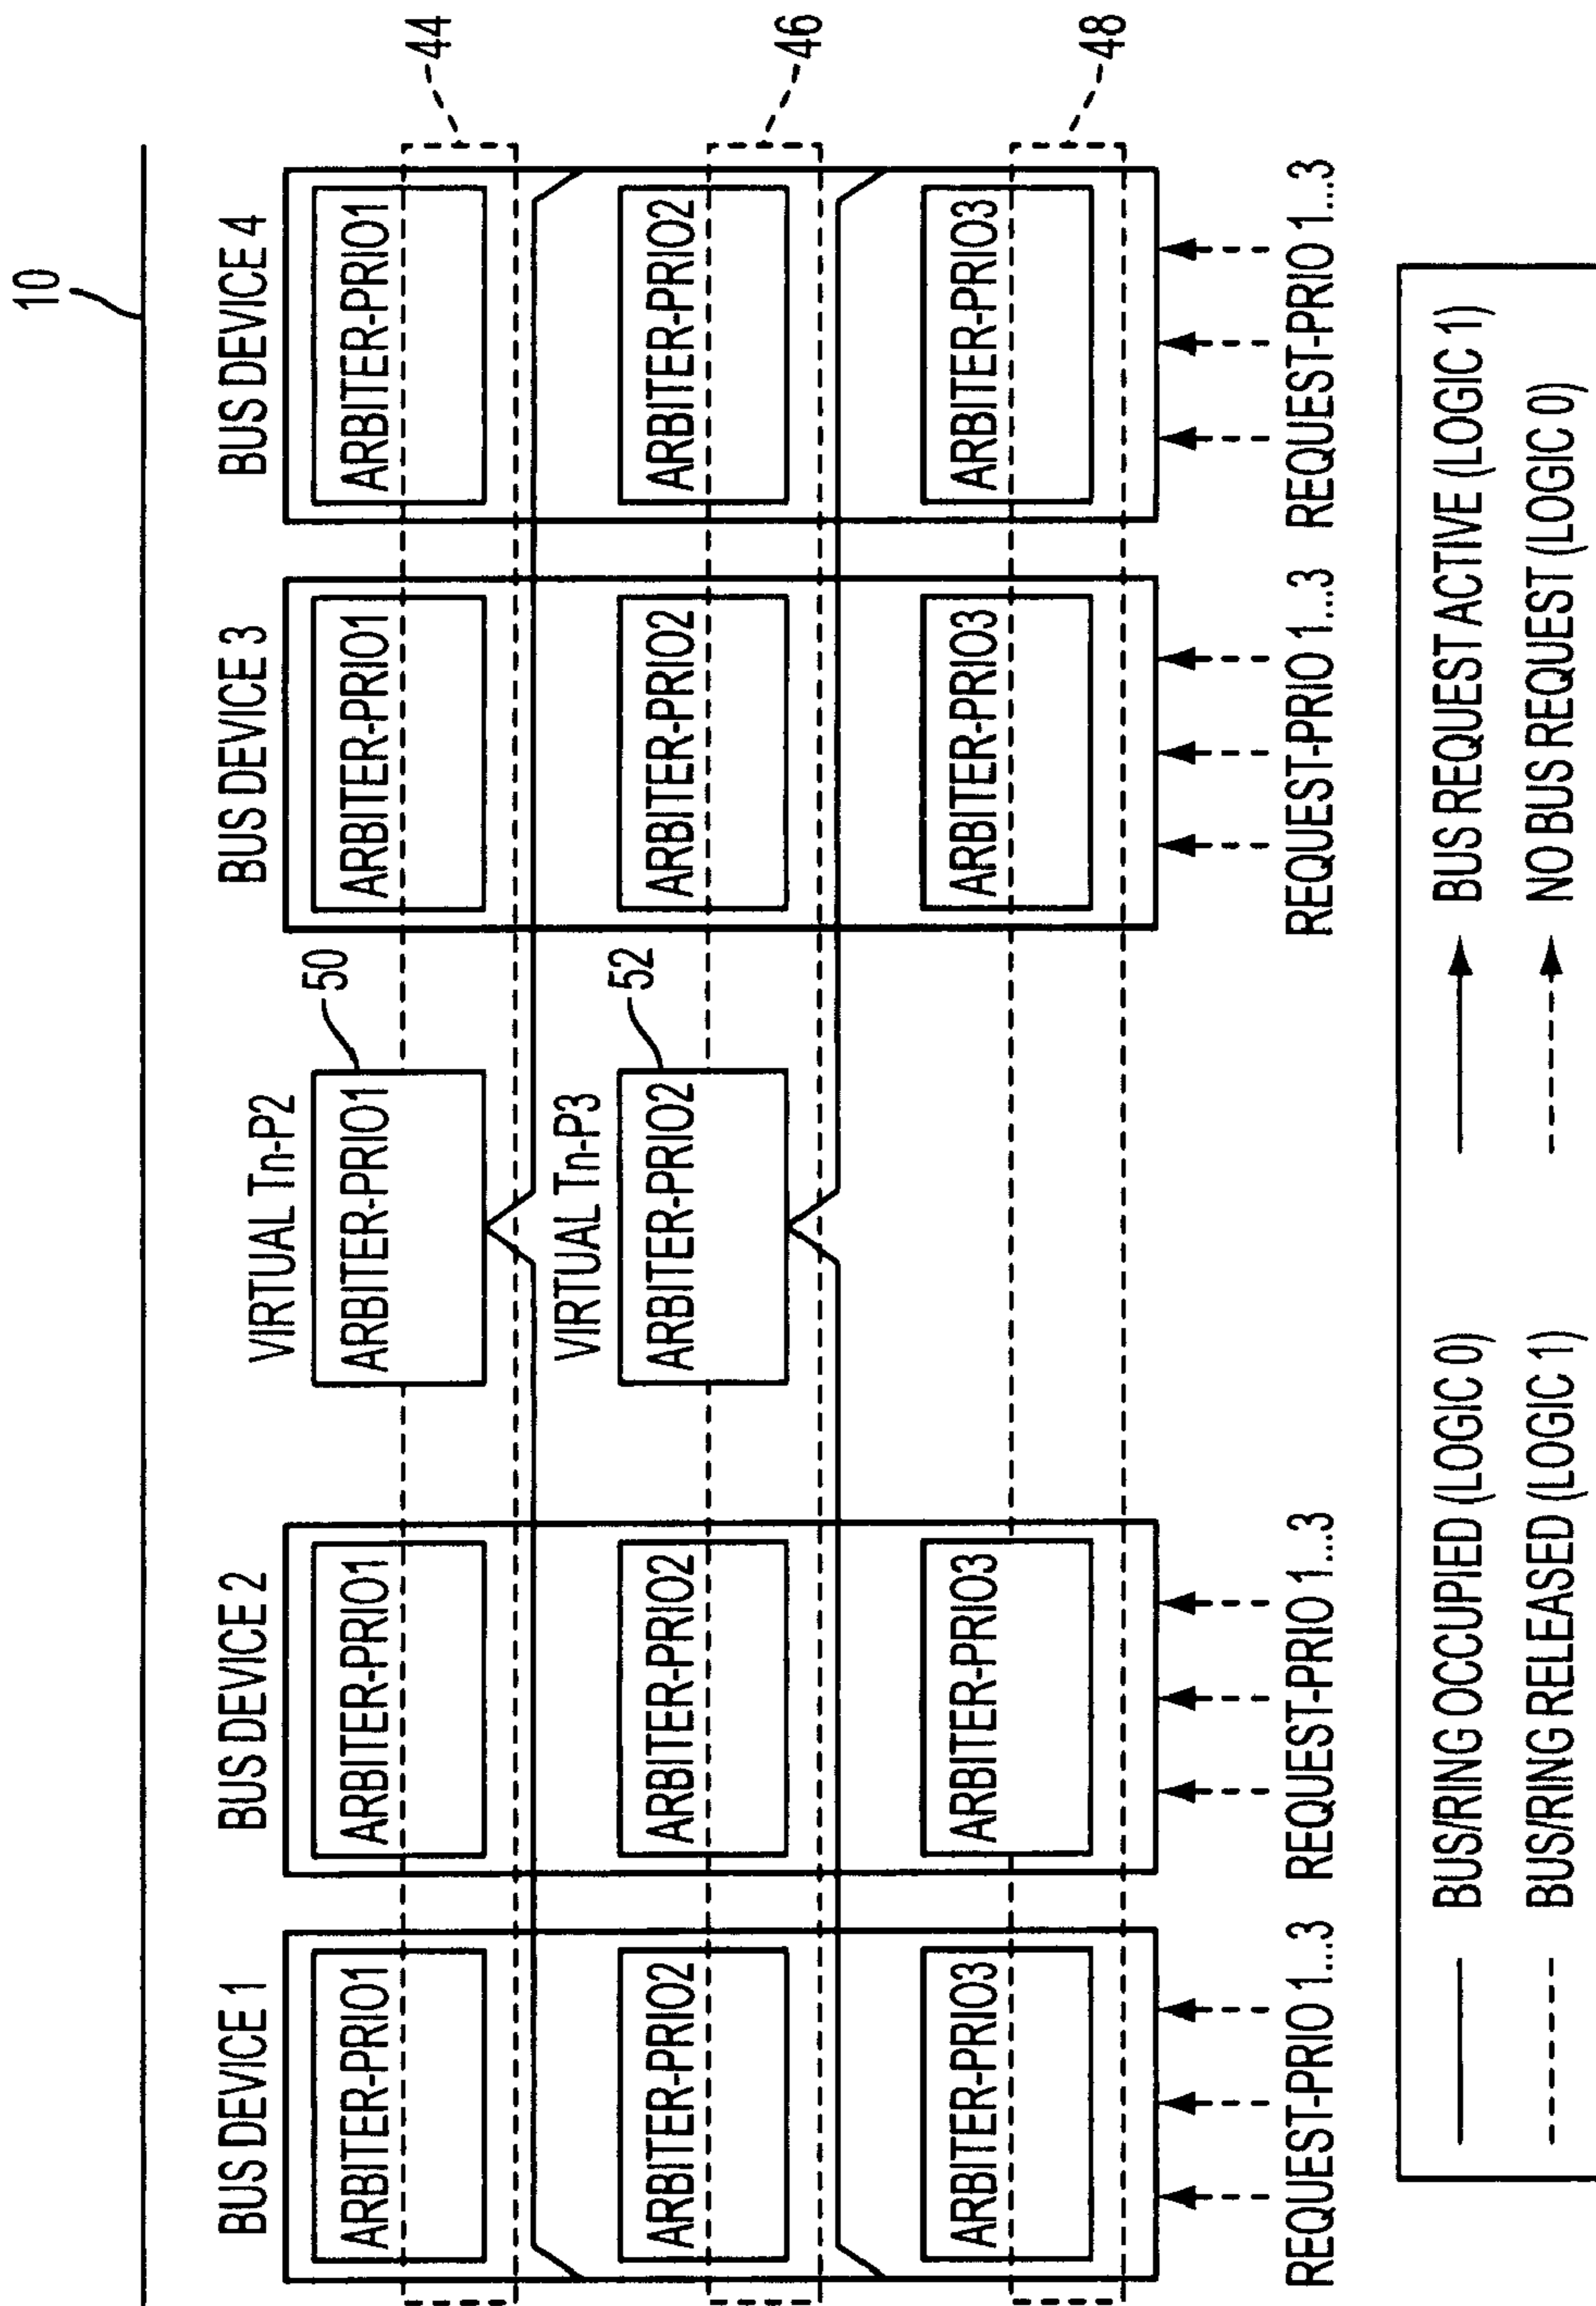 10
BUS DEVICE 1
BUS DEVICE 2
BUS DEVICE 3
BUS DEVICE 4
VIRTUAL Tn-P2
50
44
ARBITER-PRIO1
ARBITER-PRIO1
ARBITER-PRIO1
ARBITER-PRIO1
ARBITER-PRIO1
VIRTUAL Tn-P3
52
46
ARBITER-PRIO2
ARBITER-PRIO2
ARBITER-PRIO2
ARBITER-PRIO2
ARBITER-PRIO2
48
ARBITER-PRIO3
ARBITER-PRIO3
ARBITER-PRIO3
ARBITER-PRIO3
REQUEST-PRIO 1...3
REQUEST-PRIO 1...3
REQUEST-PRIO 1...3
REQUEST-PRIO 1...3
BUS/RING OCCUPIED (LOGIC 0)
BUS REQUEST ACTIVE (LOGIC 1)
BUS/RING RELEASED (LOGIC 1)
NO BUS REQUEST (LOGIC 0)